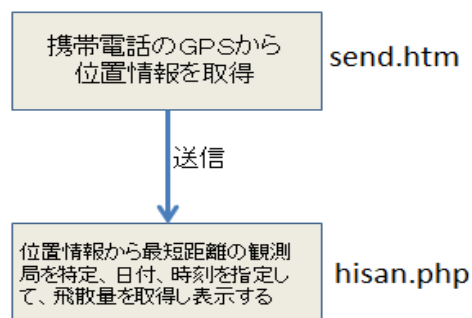 携帯電話のGPSから
位置情報を取得
send.htm
送信
位置情報から最短距離の観測
局を特定、日付、時刻を指定し
て、飛散量を取得し表示する
hisan.php